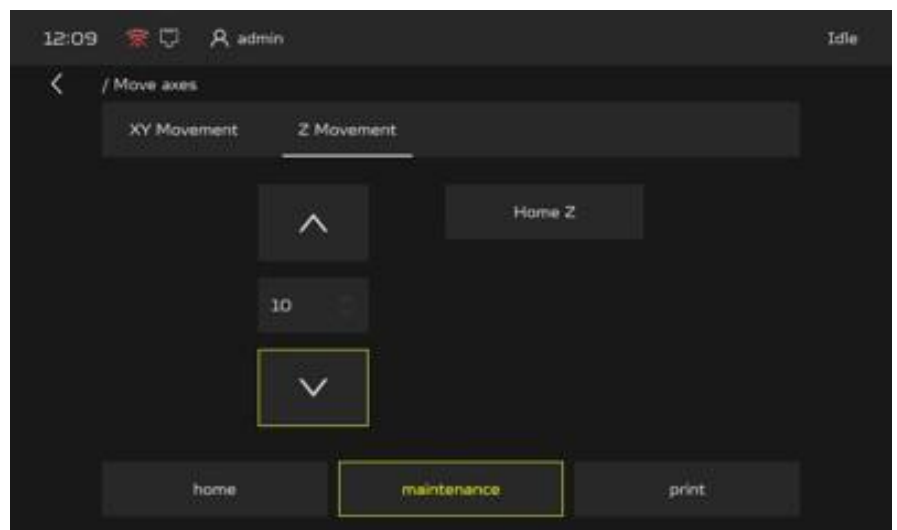 12:09 admin Idle
/ Move axes
XY Movement Z Movement
Home Z
10
home maintenance print